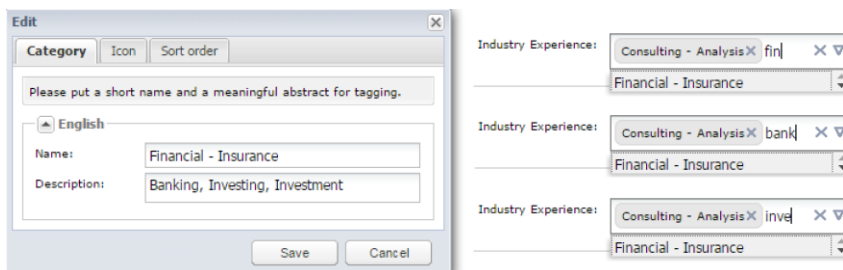 Edit
Category Icon Sort order
Please put a short name and a meaningful abstract for tagging.
English
Name: Financial - Insurance
Description: Banking, Investing, Investment
Save Cancel
Industry Experience: Consulting - Analysis fin
Financial - Insurance
Industry Experience: Consulting - Analysis bank
Financial - Insurance
Industry Experience: Consulting - Analysis inve
Financial - Insurance